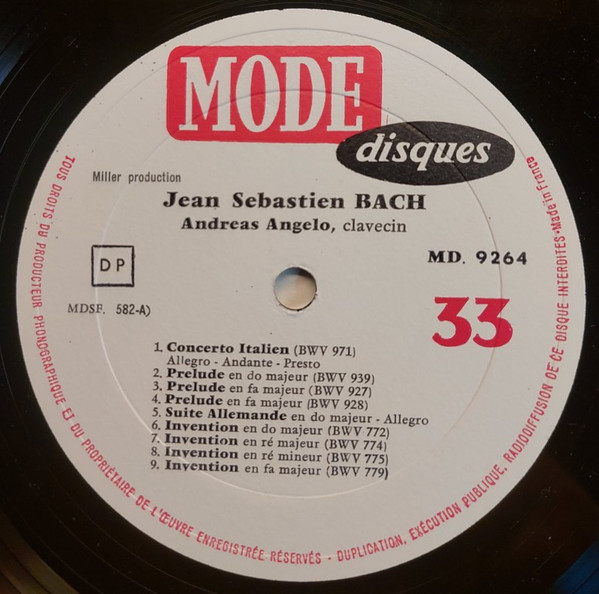 MODE
disques
Miller production
Jean Sebastien BACH
Andreas Angelo, clavecin
DP
MD. 9264
MDSF. 582-A)
33
1. Concerto Italien (BWV 971)
Allegro - Andante - Presto
2. Prelude en do majeur (BWV 939)
3. Prelude en fa majeur (BWV 927)
4. Prelude en fa majeur (BWV 928)
5. Suite Allemande en do majeur - Allegro
6. Invention en do majeur (BWV 772)
7. Invention en ré majeur (BWV 774)
8. Invention en ré mineur (BWV 775)
9. Invention en fa majeur (BWV 779)
TOUS DROITS DU PRODUCTEUR PHONOGRAPHIQUE ET DU PROPRIÉTAIRE DE L'ŒUVRE ENREGISTRÉE RÉSERVÉS - DUPLICATION, EXÉCUTION PUBLIQUE, RADIODIFFUSION DE CE DISQUE INTERDITES • Made in France